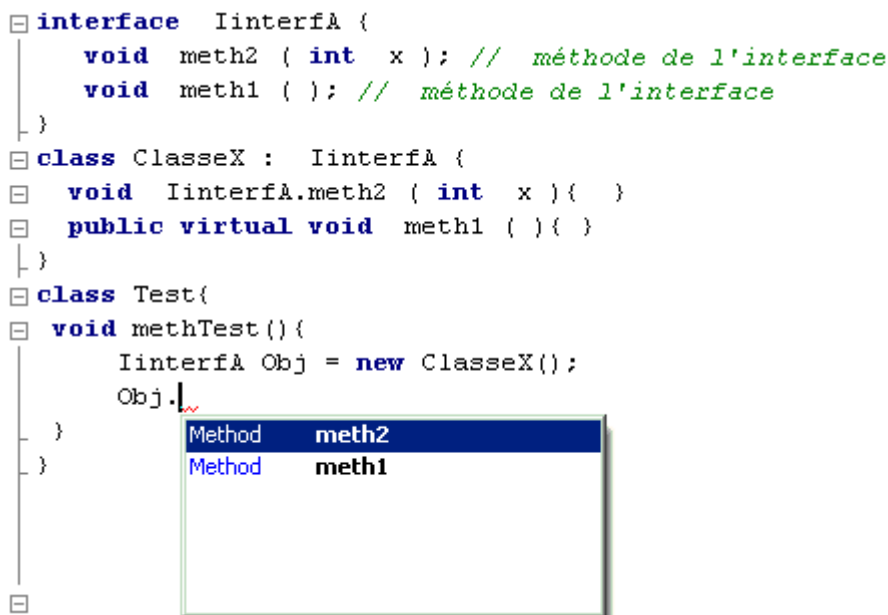 interface IinterfA {
void meth2 ( int x ); // méthode de l'interface
void meth1 ( ); // méthode de l'interface
}
class ClasseX : IinterfA {
void IinterfA.meth2 ( int x ){ }
public virtual void meth1 ( ){ }
}
class Test{
void methTest(){
IinterfA Obj = new ClasseX();
Obj.
}
Method meth2
}
Method meth1